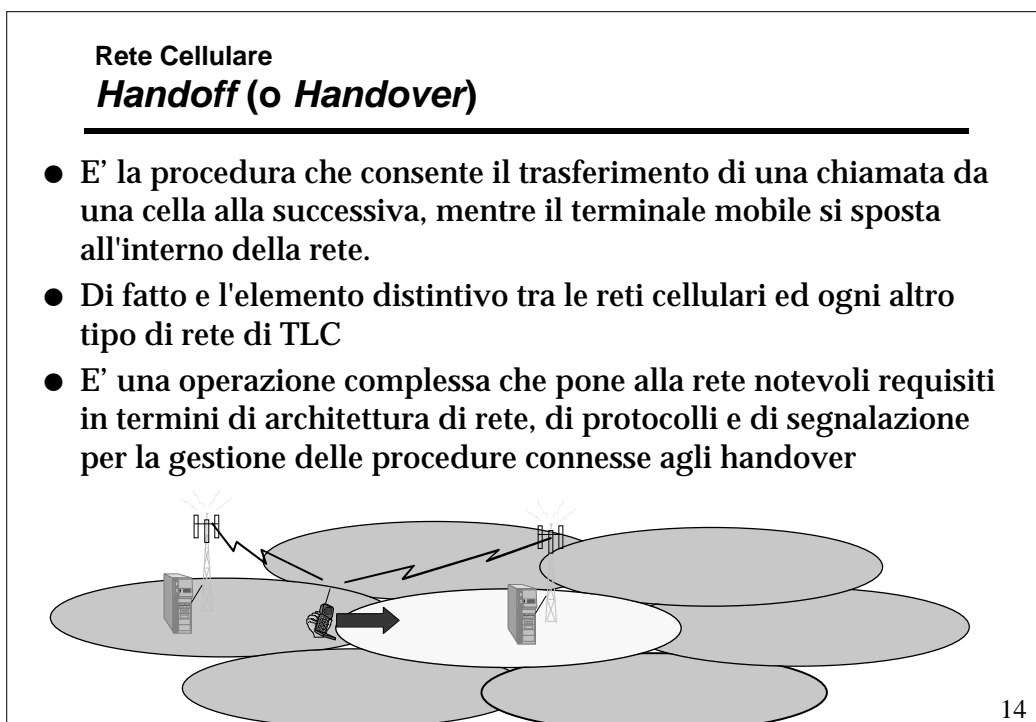 Rete Cellulare
Handoff (o Handover)
● E’ la procedura che consente il trasferimento di una chiamata da
una cella alla successiva, mentre il terminale mobile si sposta
all'interno della rete.
● Di fatto e l'elemento distintivo tra le reti cellulari ed ogni altro
tipo di rete di TLC
● E’ una operazione complessa che pone alla rete notevoli requisiti
in termini di architettura di rete, di protocolli e di segnalazione
per la gestione delle procedure connesse agli handover
14